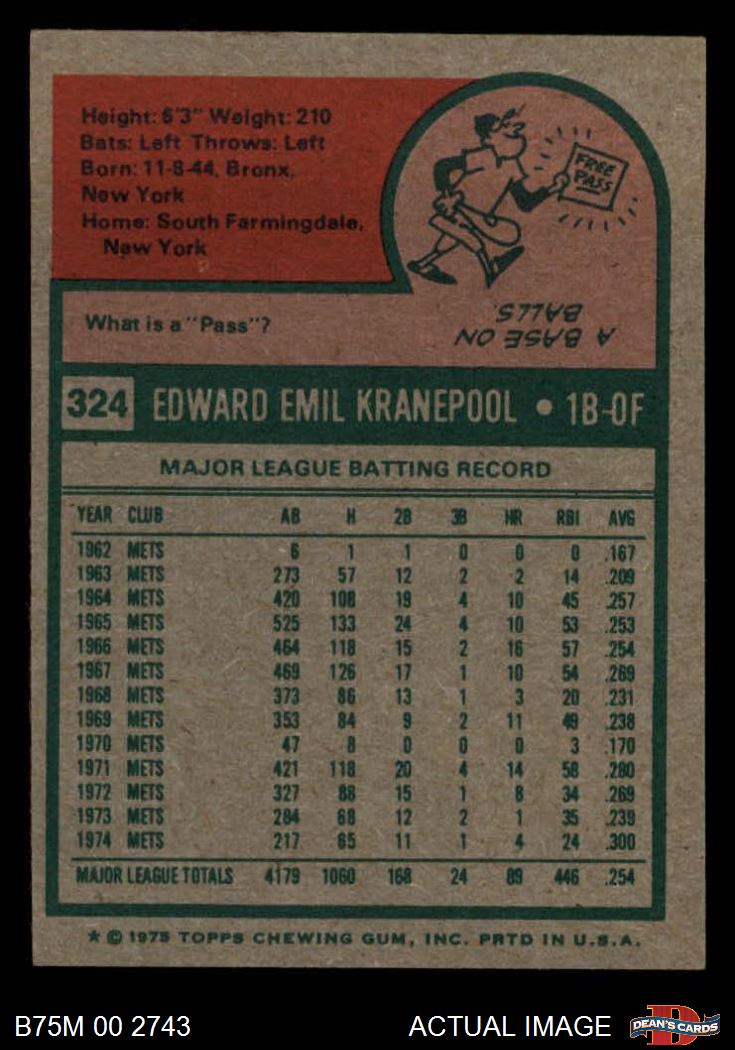 Height: 6'3" Weight: 210
Bats: Left Throws: Left
Born: 11-8-44, Bronx,
New York
Home: South Farmingdale,
New York
FREE
PASS
What is a "Pass"?
A BASE ON
BALLS.
324 EDWARD EMIL KRANEPOOL • 1B-OF
MAJOR LEAGUE BATTING RECORD
YEAR CLUB AB H 2B 3B HR RBI AVG
1962 METS 6 1 1 0 0 0 .167
1963 METS 273 57 12 2 2 14 .209
1964 METS 420 108 19 4 10 45 .257
1965 METS 525 133 24 4 10 53 .253
1966 METS 464 118 15 2 16 57 .254
1967 METS 469 126 17 1 10 54 .269
1968 METS 373 86 13 1 3 20 .231
1969 METS 353 84 9 2 11 49 .238
1970 METS 47 8 0 0 0 3 .170
1971 METS 421 118 20 4 14 58 .280
1972 METS 327 88 15 1 8 34 .269
1973 METS 284 68 12 2 1 35 .239
1974 METS 217 65 11 1 4 24 .300
MAJOR LEAGUE TOTALS 4179 1060 168 24 89 446 .254
* © 1975 TOPPS CHEWING GUM, INC. PRTD IN U.S.A.
B75M 00 2743 ACTUAL IMAGE D DEAN'S CARDS